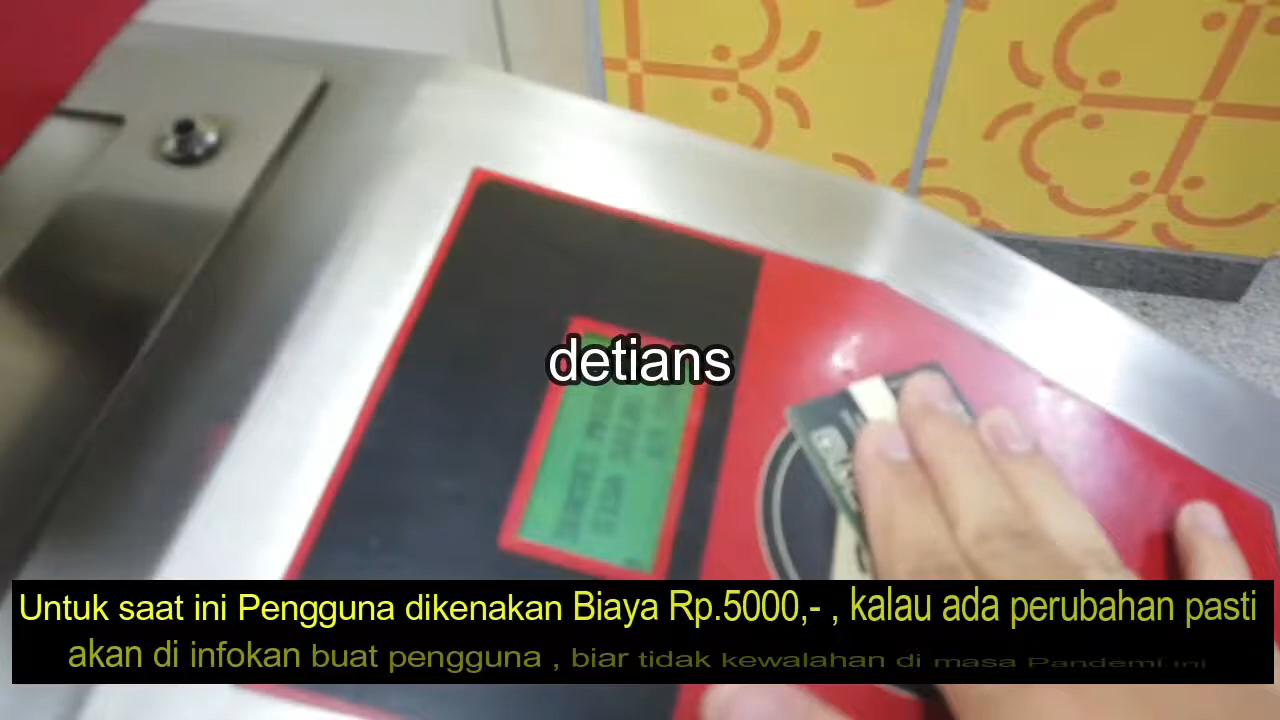 detians
Untuk saat ini Pengguna dikenakan Biaya Rp.5000,- , kalau ada perubahan pasti
akan di infokan buat pengguna , biar tidak kewalahan di masa Pandemi ini